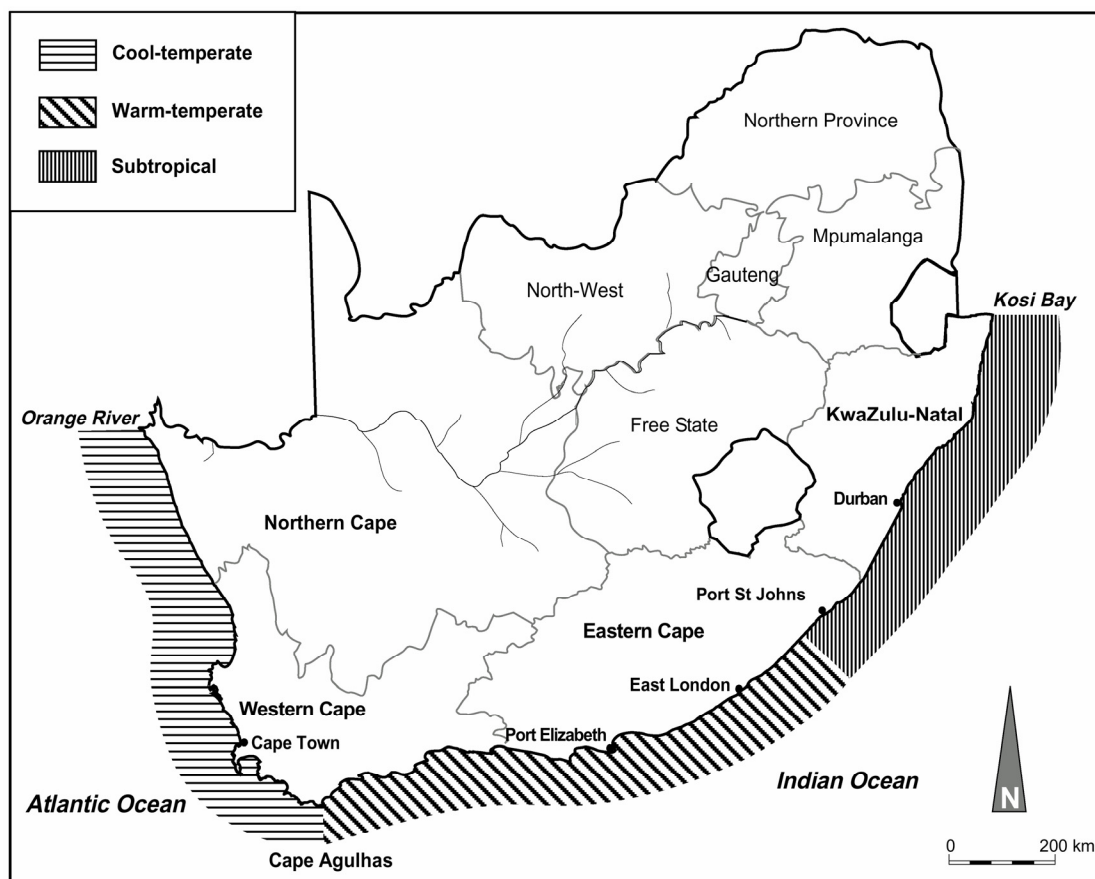 Cool-temperate
Warm-temperate
Subtropical
Northern Province
Mpumalanga
Gauteng
North-West
Kosi Bay
Orange River
KwaZulu-Natal
Free State
Durban
Northern Cape
Port St Johns
Eastern Cape
East London
Western Cape
Port Elizabeth
Cape Town
Indian Ocean
Atlantic Ocean
N
Cape Agulhas
0 200 km